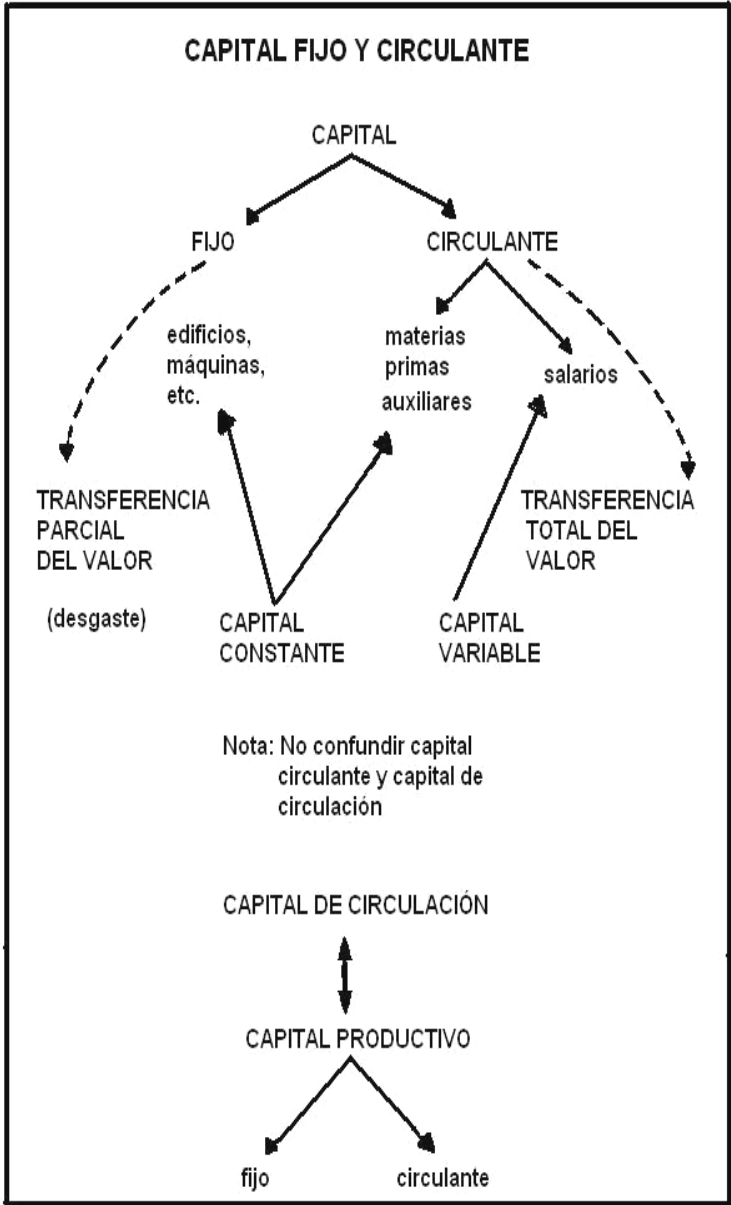 CAPITAL FIJO Y CIRCULANTE
CAPITAL
FIJO
CIRCULANTE
edificios,
máquinas,
etc.
materias
primas
auxiliares
salarios
TRANSFERENCIA
PARCIAL
DEL VALOR
(desgaste)
TRANSFERENCIA
TOTAL DEL
VALOR
CAPITAL
CONSTANTE
CAPITAL
VARIABLE
Nota: No confundir capital
circulante y capital de
circulación
CAPITAL DE CIRCULACIÓN
CAPITAL PRODUCTIVO
fijo
circulante